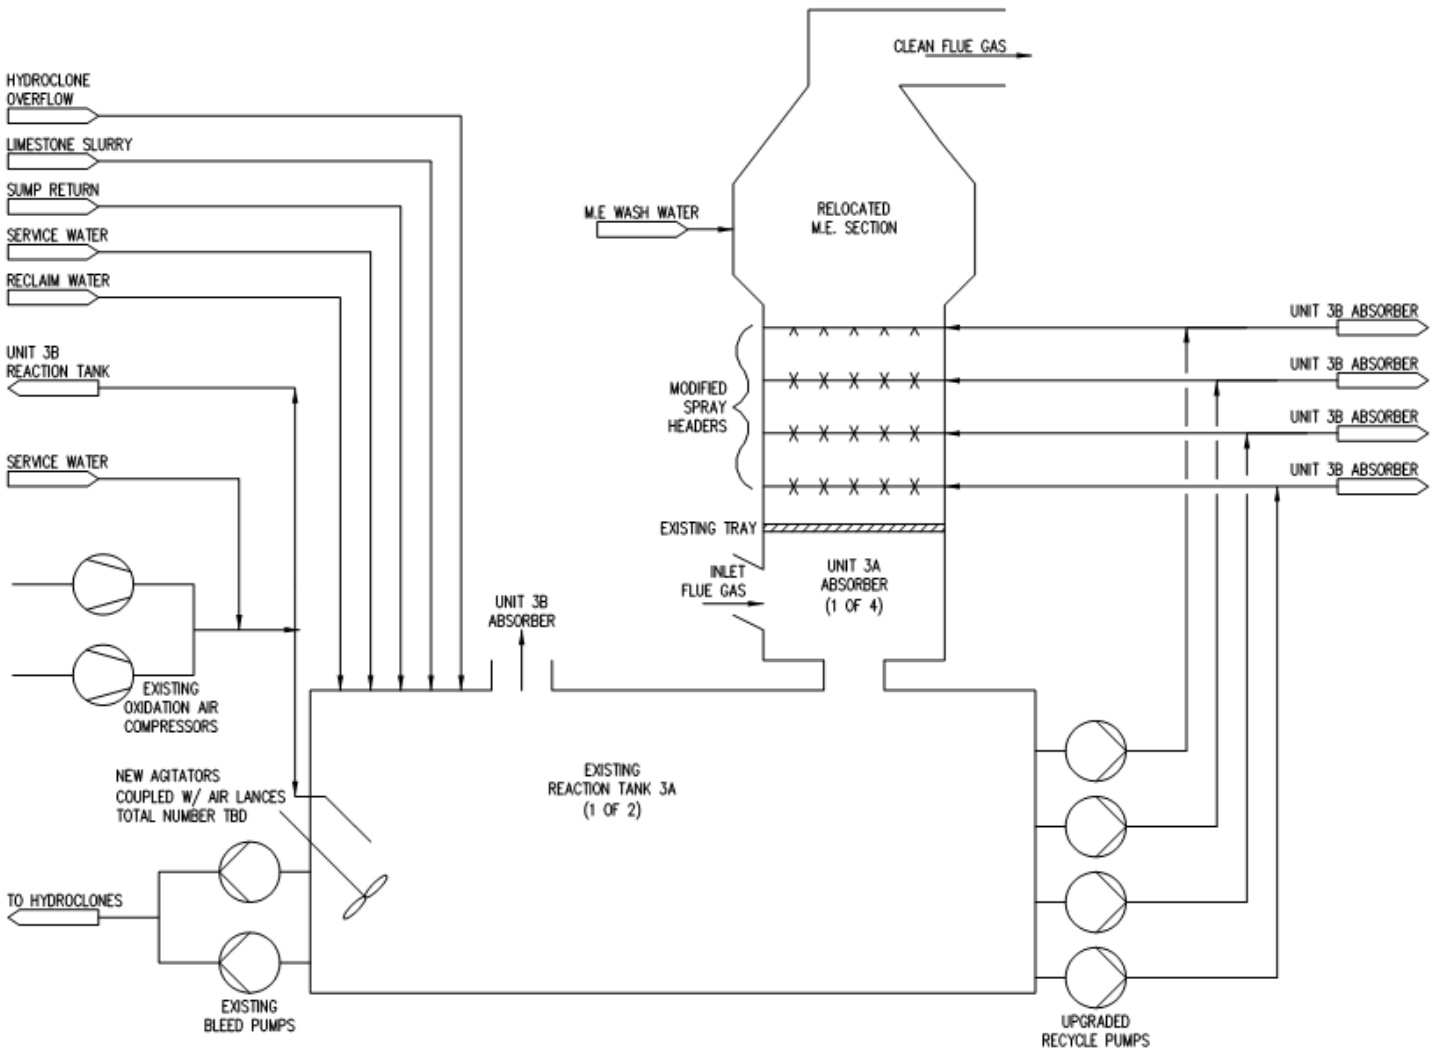 CLEAN FLUE GAS
HYDROCLONE
OVERFLOW
LIMESTONE SLURRY
SUMP RETURN
SERVICE WATER
RECLAIM WATER
UNIT 3B
REACTION TANK
SERVICE WATER
M.E WASH WATER
RELOCATED
M.E. SECTION
MODIFIED
SPRAY
HEADERS
UNIT 3B ABSORBER
UNIT 3B ABSORBER
UNIT 3B ABSORBER
UNIT 3B ABSORBER
EXISTING TRAY
INLET
FLUE GAS
UNIT 3A
ABSORBER
(1 OF 4)
UNIT 3B
ABSORBER
EXISTING
OXIDATION AIR
COMPRESSORS
NEW AGITATORS
COUPLED W/ AIR LANCES
TOTAL NUMBER TBD
EXISTING
REACTION TANK 3A
(1 OF 2)
TO HYDROCLONES
EXISTING
BLEED PUMPS
UPGRADED
RECYCLE PUMPS